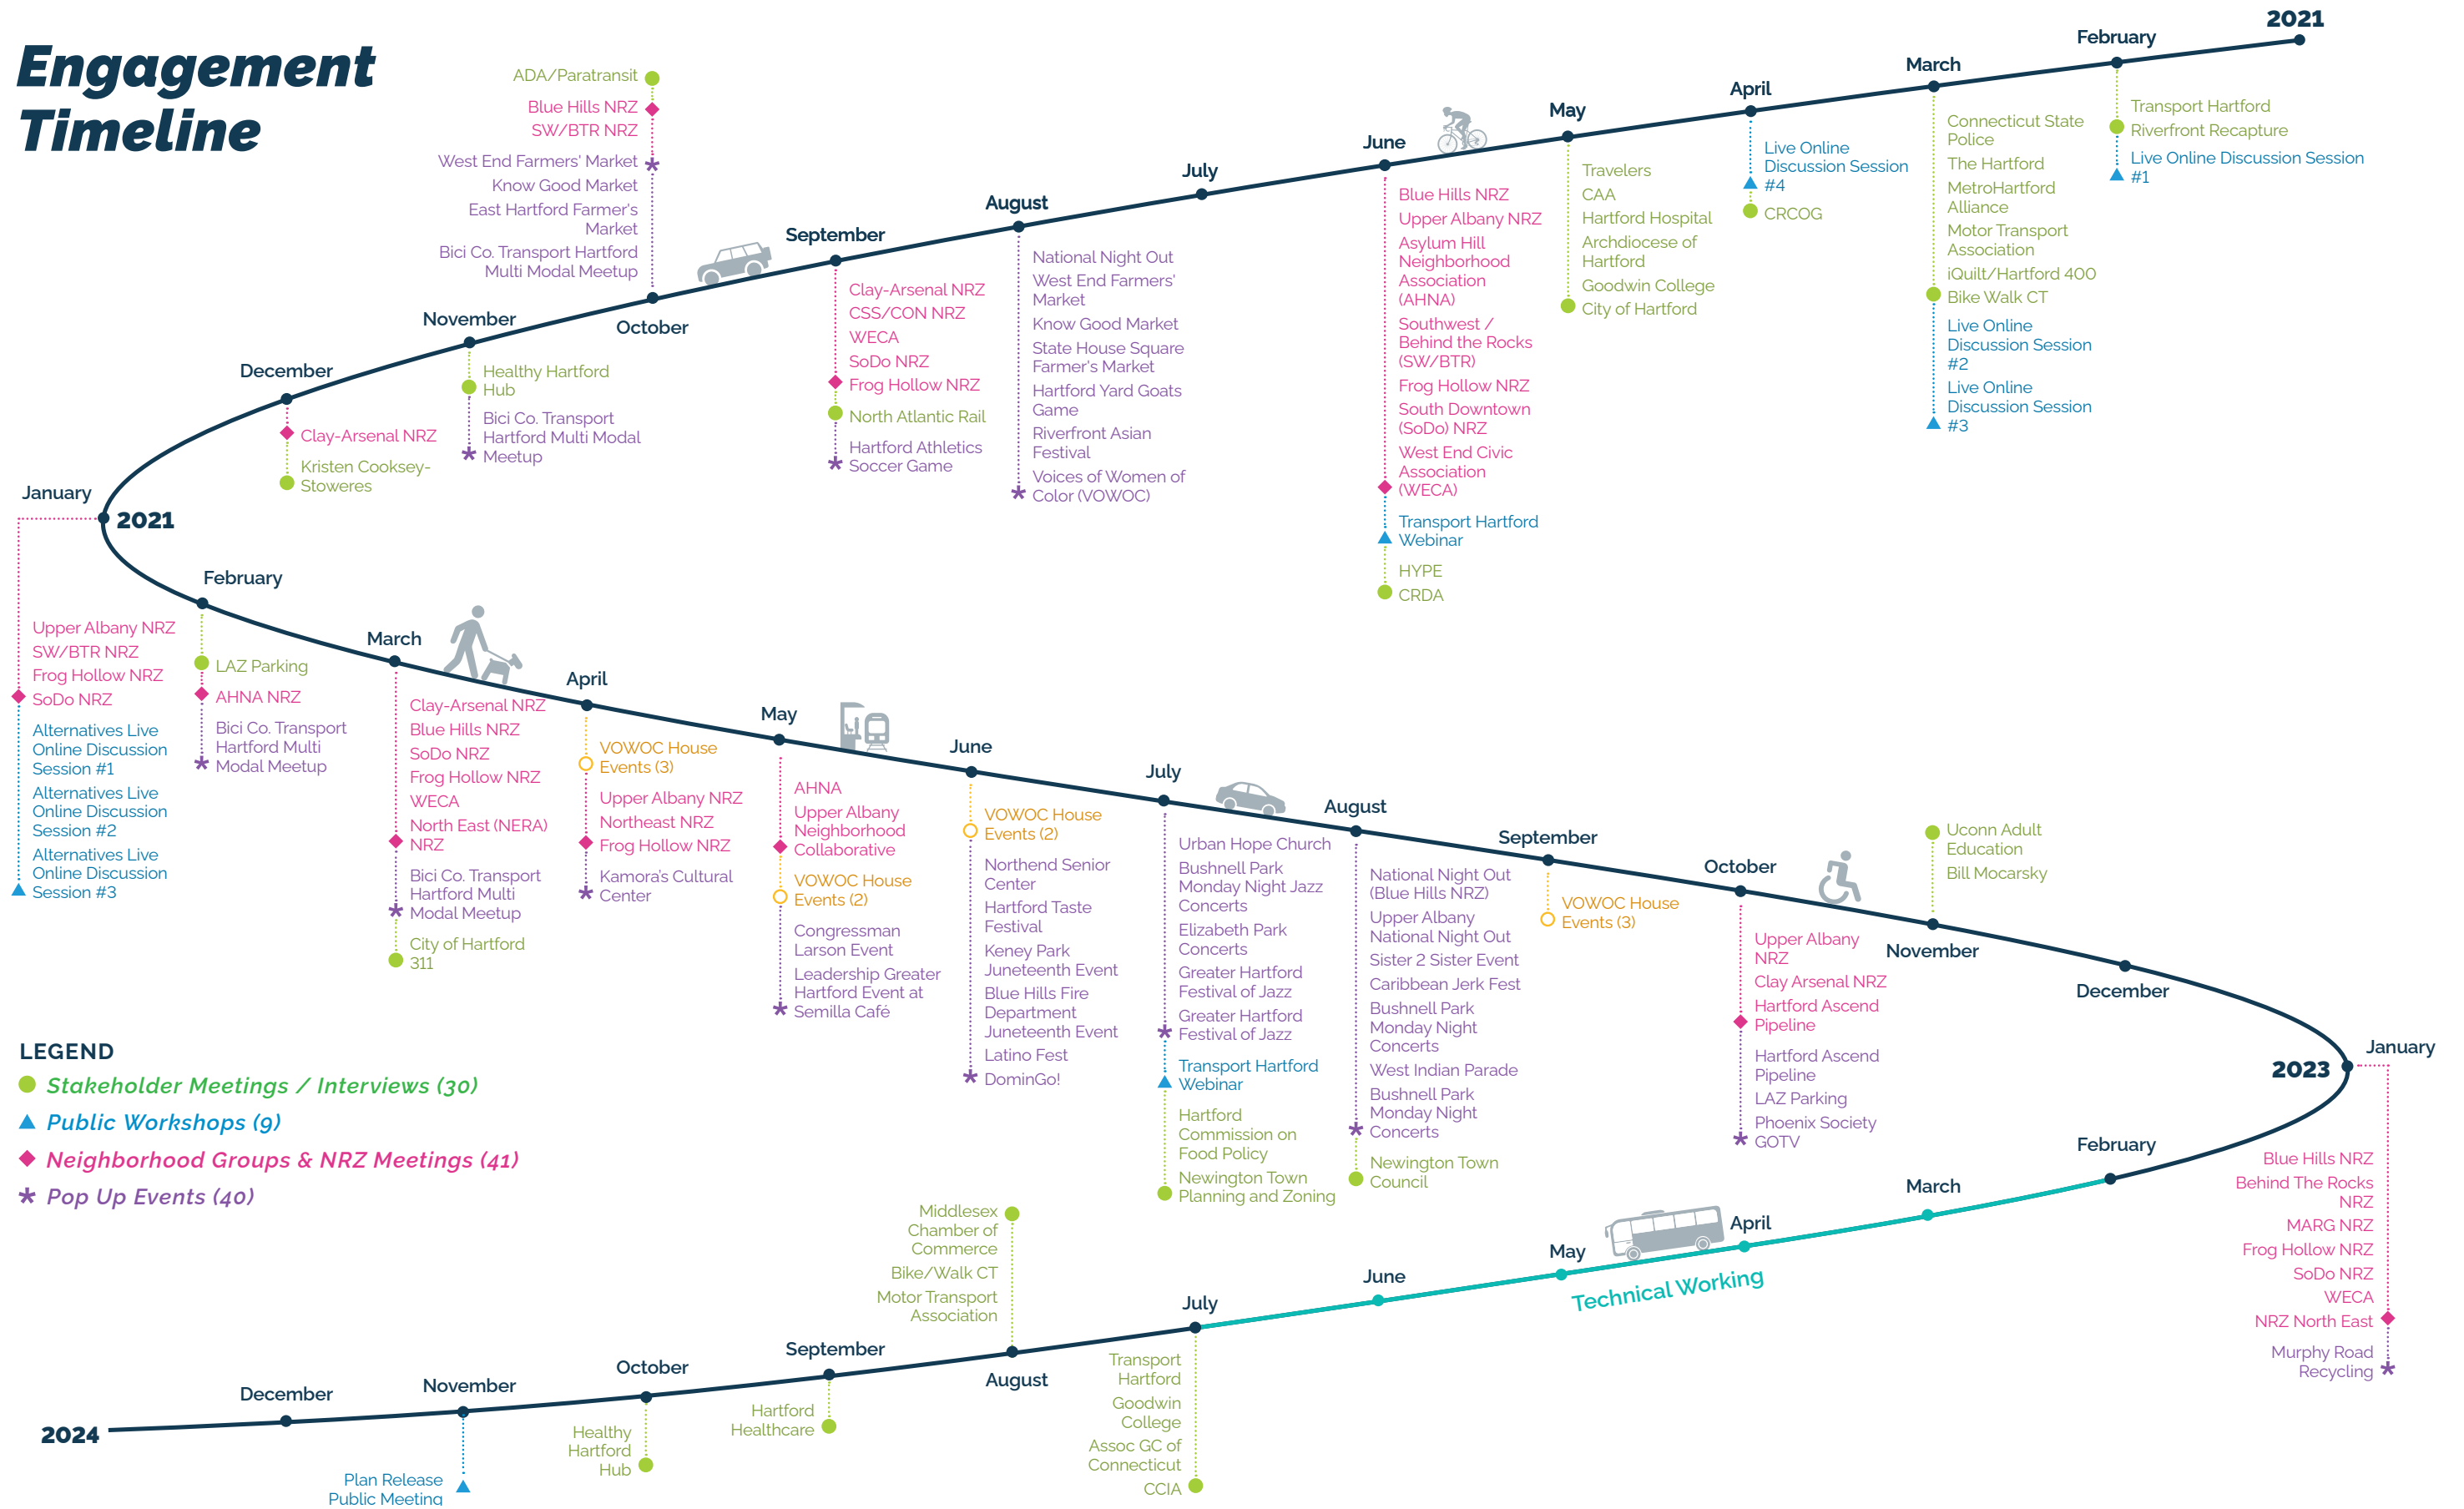 Engagement
Timeline
2021
February
Transport Hartford
Riverfront Recapture
Live Online Discussion Session
#1
March
Connecticut State
Police
The Hartford
MetroHartford
Alliance
Motor Transport
Association
iQuilt/Hartford 400
Bike Walk CT
Live Online
Discussion Session
#2
Live Online
Discussion Session
#3
April
Live Online
Discussion Session
#4
CRCOG
May
Travelers
CAA
Hartford Hospital
Archdiocese of
Hartford
Goodwin College
City of Hartford
June
Blue Hills NRZ
Upper Albany NRZ
Asylum Hill
Neighborhood
Association
(AHNA)
Southwest /
Behind the Rocks
(SW/BTR)
Frog Hollow NRZ
South Downtown
(SoDo) NRZ
West End Civic
Association
(WECA)
Transport Hartford
Webinar
HYPE
CRDA
July
August
National Night Out
West End Farmers'
Market
Know Good Market
State House Square
Farmer's Market
Hartford Yard Goats
Game
Riverfront Asian
Festival
Voices of Women of
Color (VOWOC)
September
Clay-Arsenal NRZ
CSS/CON NRZ
WECA
SoDo NRZ
Frog Hollow NRZ
North Atlantic Rail
Hartford Athletics
Soccer Game
October
ADA/Paratransit
Blue Hills NRZ
SW/BTR NRZ
West End Farmers' Market
Know Good Market
East Hartford Farmer's
Market
Bici Co. Transport Hartford
Multi Modal Meetup
November
Healthy Hartford
Hub
Bici Co. Transport
Hartford Multi Modal
Meetup
December
Clay-Arsenal NRZ
Kristen Cooksey-
Stoweres
January
2021
Upper Albany NRZ
SW/BTR NRZ
Frog Hollow NRZ
SoDo NRZ
Alternatives Live
Online Discussion
Session #1
Alternatives Live
Online Discussion
Session #2
Alternatives Live
Online Discussion
Session #3
February
LAZ Parking
AHNA NRZ
Bici Co. Transport
Hartford Multi
Modal Meetup
March
Clay-Arsenal NRZ
Blue Hills NRZ
SoDo NRZ
Frog Hollow NRZ
WECA
North East (NERA)
NRZ
Bici Co. Transport
Hartford Multi
Modal Meetup
City of Hartford
311
April
VOWOC House
Events (3)
Upper Albany NRZ
Northeast NRZ
Frog Hollow NRZ
Kamora's Cultural
Center
May
AHNA
Upper Albany
Neighborhood
Collaborative
VOWOC House
Events (2)
Congressman
Larson Event
Leadership Greater
Hartford Event at
Semilla Café
June
VOWOC House
Events (2)
Northend Senior
Center
Hartford Taste
Festival
Keney Park
Juneteenth Event
Blue Hills Fire
Department
Juneteenth Event
Latino Fest
DominGo!
July
Urban Hope Church
Bushnell Park
Monday Night Jazz
Concerts
Elizabeth Park
Concerts
Greater Hartford
Festival of Jazz
Greater Hartford
Festival of Jazz
Transport Hartford
Webinar
Hartford
Commission on
Food Policy
Newington Town
Planning and Zoning
August
National Night Out
(Blue Hills NRZ)
Upper Albany
National Night Out
Sister 2 Sister Event
Caribbean Jerk Fest
Bushnell Park
Monday Night
Concerts
West Indian Parade
Bushnell Park
Monday Night
Concerts
Newington Town
Council
September
VOWOC House
Events (3)
October
Upper Albany
NRZ
Clay Arsenal NRZ
Hartford Ascend
Pipeline
Hartford Ascend
Pipeline
LAZ Parking
Phoenix Society
GOTV
November
Uconn Adult
Education
Bill Mocarsky
December
January
2023
Blue Hills NRZ
Behind The Rocks
NRZ
MARG NRZ
Frog Hollow NRZ
SoDo NRZ
WECA
NRZ North East
Murphy Road
Recycling
February
March
April
May
Technical Working
June
July
Transport
Hartford
Goodwin
College
Assoc GC of
Connecticut
CCIA
August
Middlesex
Chamber of
Commerce
Bike/Walk CT
Motor Transport
Association
September
Hartford
Healthcare
October
Healthy
Hartford
Hub
November
Plan Release
Public Meeting
December
2024
LEGEND
Stakeholder Meetings / Interviews (30)
Public Workshops (9)
Neighborhood Groups & NRZ Meetings (41)
Pop Up Events (40)